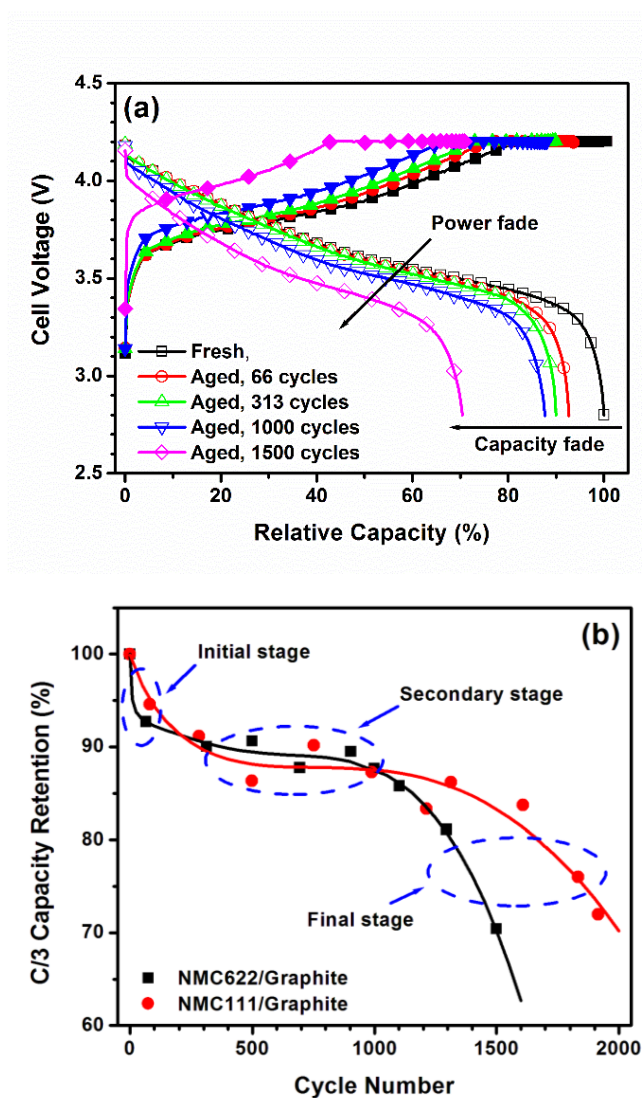 (a)
4.5
4.0
3.5
3.0
2.5
Cell Voltage (V)
Power fade
Fresh,
Aged, 66 cycles
Aged, 313 cycles
Aged, 1000 cycles
Aged, 1500 cycles
Capacity fade
0 20 40 60 80 100
Relative Capacity (%)
(b)
100
90
80
70
60
C/3 Capacity Retention (%)
Initial stage
Secondary stage
Final stage
NMC622/Graphite
NMC111/Graphite
0 500 1000 1500 2000
Cycle Number